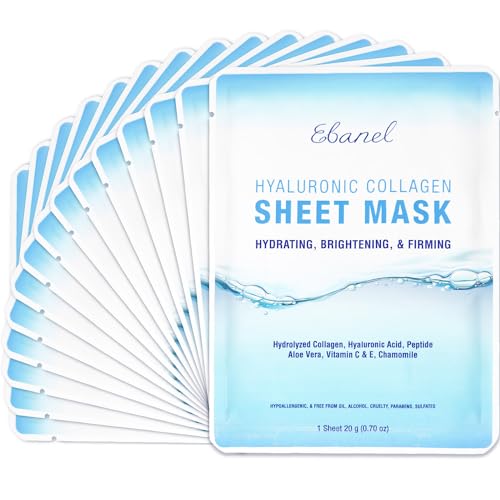 Ebanel
HYALURONIC COLLAGEN
SHEET MASK
HYDRATING, BRIGHTENING, & FIRMING
Hydrolyzed Collagen, Hyaluronic Acid, Peptide
Aloe Vera, Vitamin C & E, Chamomile
HYPOALLERGENIC, & FREE FROM OIL, ALCOHOL, CRUELTY, PARABENS, SULFATES
1 Sheet 20 g (0.70 oz)